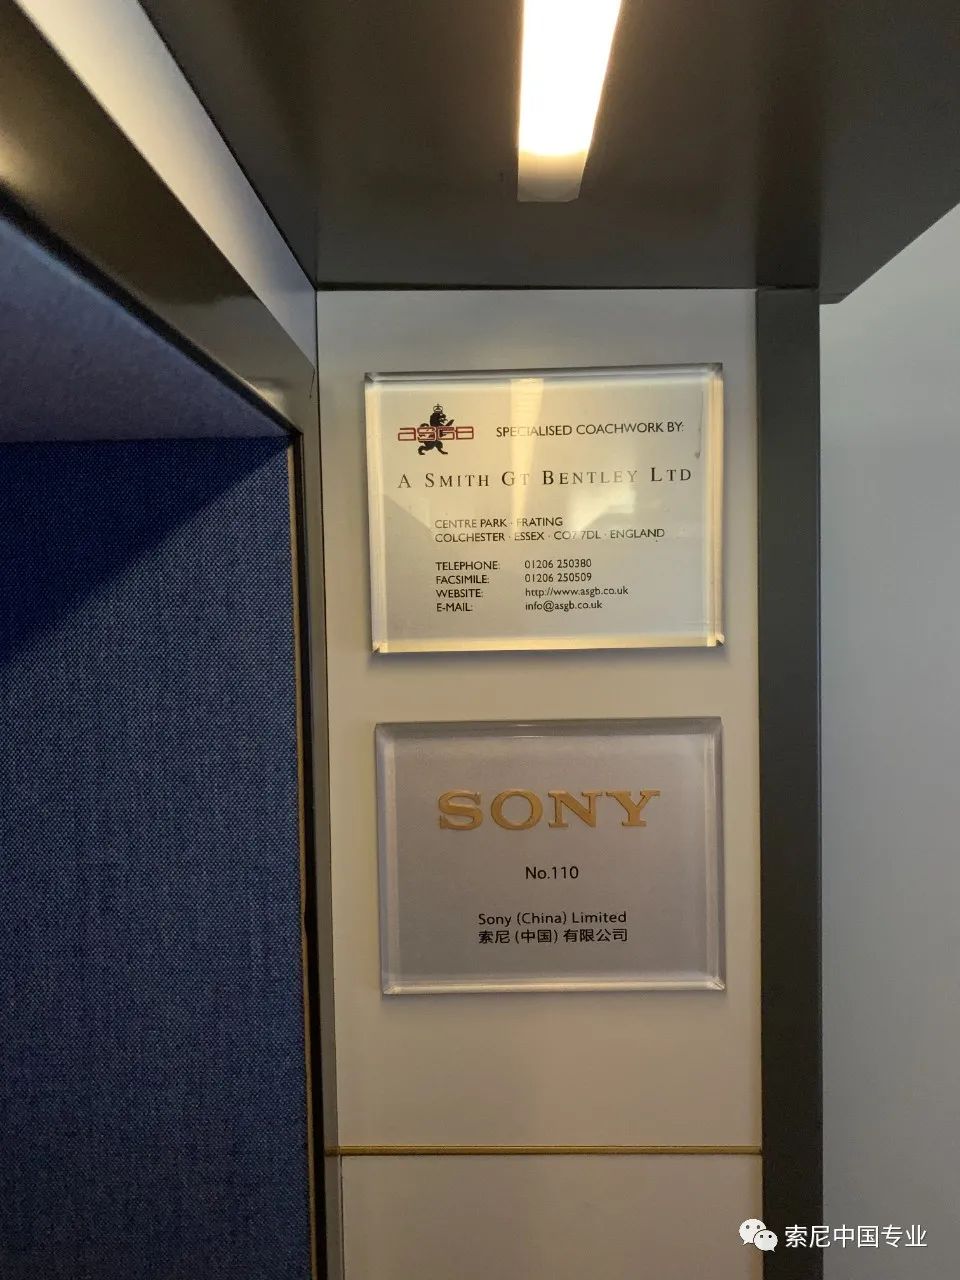 asGB
SPECIALISED COACHWORK BY:
A SMITH GT BENTLEY LTD
CENTRE PARK · FRATING
COLCHESTER · ESSEX · CO7 7DL · ENGLAND
TELEPHONE: 01206 250380
FACSIMILE: 01206 250509
WEBSITE: http://www.asgb.co.uk
E-MAIL: info@asgb.co.uk
SONY
No.110
Sony (China) Limited
索尼 (中国) 有限公司
索尼中国专业